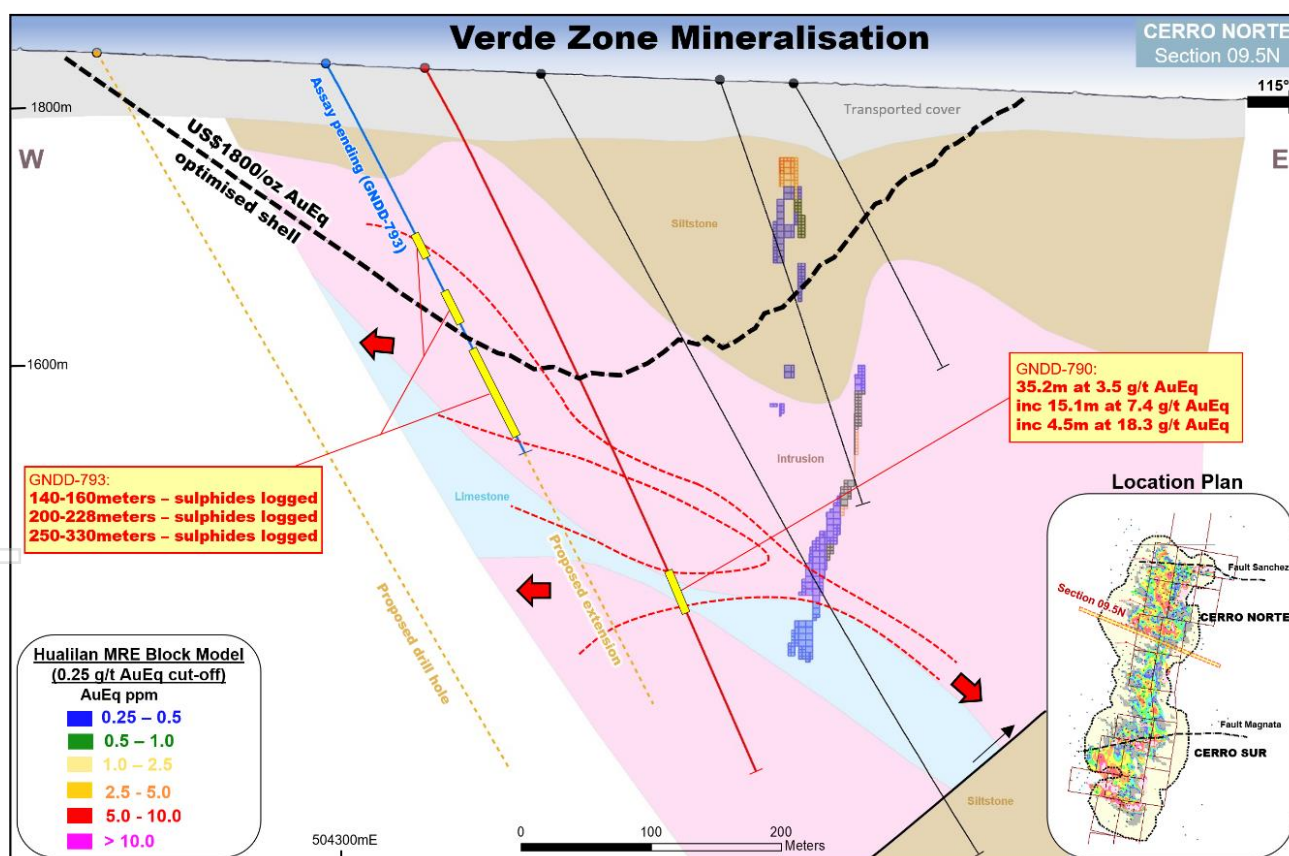 Verde Zone Mineralisation
CERRO NORTE
Section 09.5N
115°
1800m
Transported cover
W
E
US$1800/oz AuEq
optimised shell
Assay pending (GNDD-793)
Siltstone
1600m
GNDD-790:
35.2m at 3.5 g/t AuEq
inc 15.1m at 7.4 g/t AuEq
inc 4.5m at 18.3 g/t AuEq
Intrusion
GNDD-793:
140-160meters – sulphides logged
200-228meters – sulphides logged
250-330meters – sulphides logged
Limestone
Proposed extension
Proposed drill hole
Location Plan
Fault Sanchez
Section 09.5N
CERRO NORTE
Fault Magnata
CERRO SUR
Hualilan MRE Block Model
(0.25 g/t AuEq cut-off)
AuEq ppm
0.25 – 0.5
0.5 – 1.0
1.0 – 2.5
2.5 - 5.0
5.0 - 10.0
> 10.0
Siltstone
504300mE
0 100 200
Meters